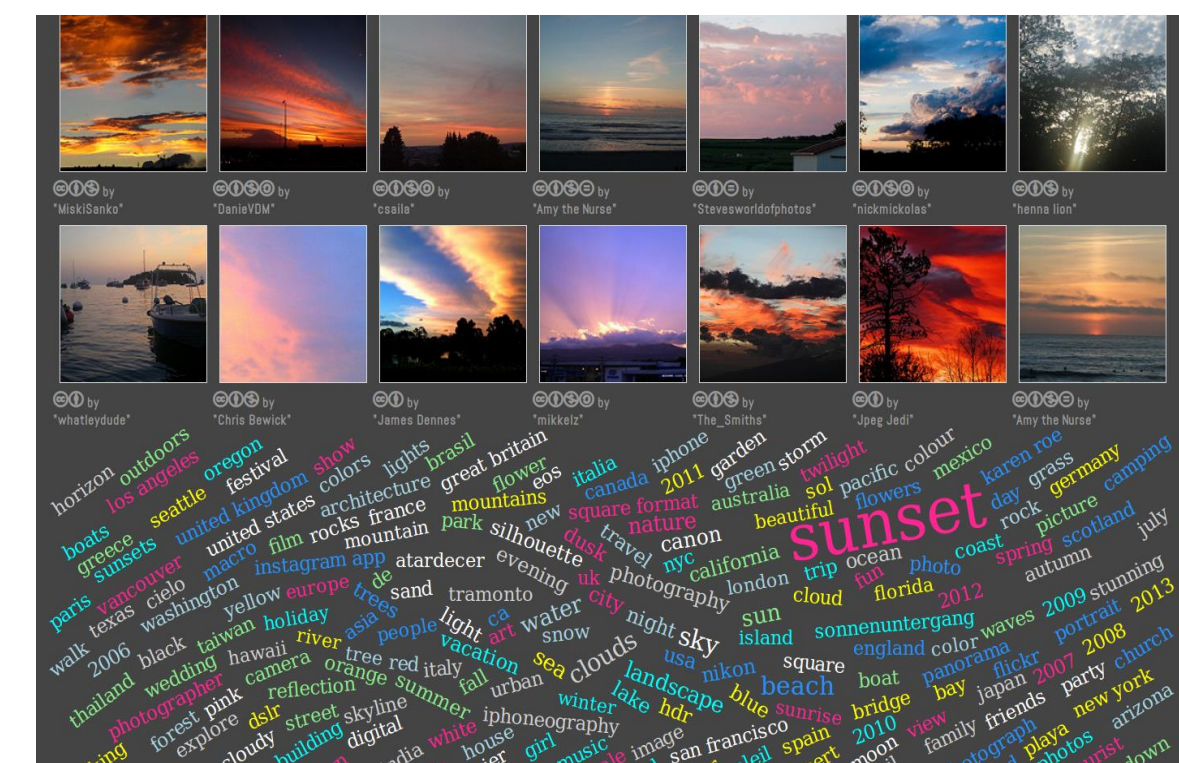 by by by by by by by
"MiskiSanko" "DanieVDM" "csaila" "Amy the Nurse" "Stevesworldofphotos" "nickmickolas" "henna lion"
by by by by by by by
"whatleydude" "Chris Bewick" "James Dennes" "mikkelz" "The_Smiths" "Jpeg Jedi" "Amy the Nurse"
horizon
outdoors
los angeles
oregon
seattle
festival
show
united kingdom
colors
lights
brasil
architecture
great britain
flower
eos
italia
canada
iphone
2011
garden
green
storm
twilight
pacific
colour
mexico
karen roe
grass
germany
camping
boats
greece
sunsets
united states
film
rocks
france
mountain
mountains
park
silhouette
new
square format
nature
dusk
travel
canon
australia
sol
beautiful
flowers
sunset
day
rock
picture
scotland
july
paris
vancouver
texas
cielo
macro
washington
instagram app
atardecer
evening
uk
photography
nyc
california
london
trip
ocean
fun
photo
coast
spring
autumn
walk
2006
black
yellow
europe
trees
de
sand
tramonto
city
night
sky
sun
island
cloud
florida
2012
sonnenuntergang
waves
2009
stunning
thailand
wedding
taiwan
holiday
hawaii
river
asia
people
light
art
ca
water
snow
clouds
usa
nikon
square
england
color
panorama
portrait
2013
photographer
camera
orange
tree
red
italy
vacation
sea
landscape
beach
boat
bay
flickr
2007
2008
church
forest
pink
dsr
reflection
summer
fall
urban
winter
lake
hdr
blue
sunrise
bridge
japan
party
new york
explore
cloudy
street
skyline
iphoneography
2010
view
family
friends
arizona
building
digital
white
house
girl
music
image
san francisco
spain
moon
playa
photos
down